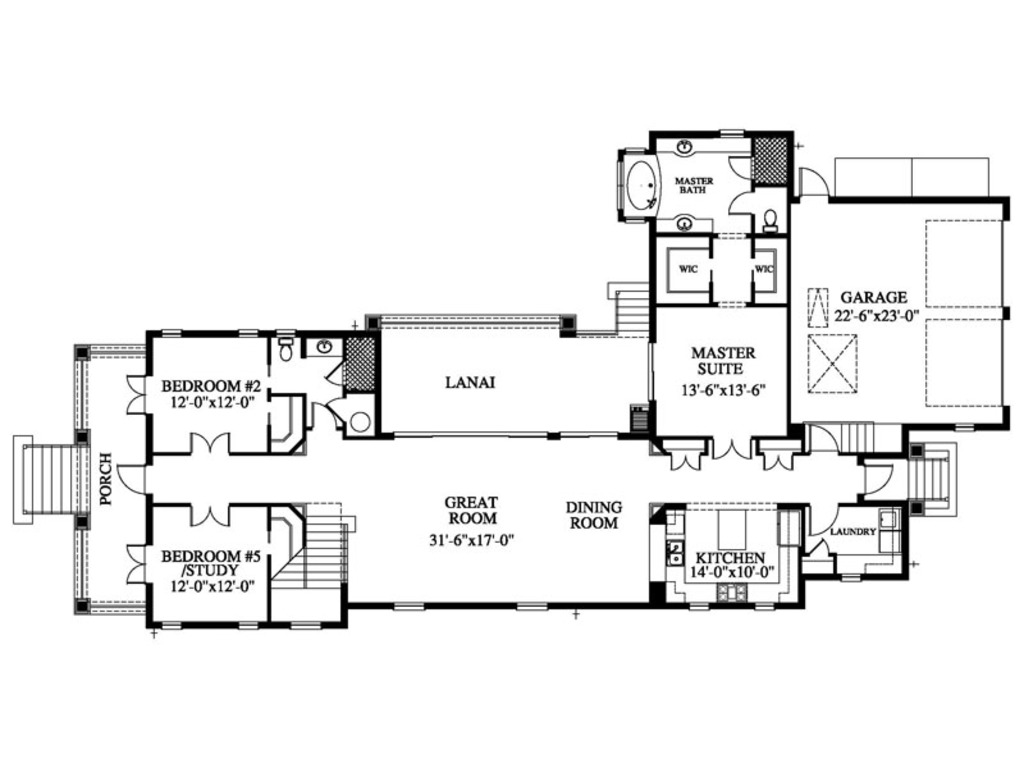 MASTER
BATH
WIC
WIC
GARAGE
22'-6"x23'-0"
MASTER
SUITE
13'-6"x13'-6"
LANAI
BEDROOM #2
12'-0"x12'-0"
PORCH
GREAT
ROOM
31'-6"x17'-0"
DINING
ROOM
LAUNDRY
KITCHEN
14'-0"x10'-0"
BEDROOM #5
/STUDY
12'-0"x12'-0"